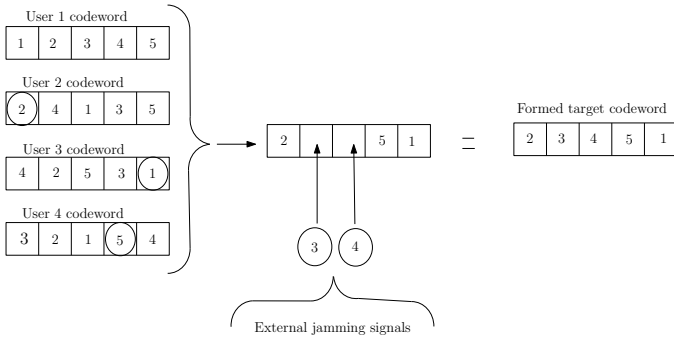 User 1 codeword
1 2 3 4 5
User 2 codeword
2 4 1 3 5
User 3 codeword
4 2 5 3 1
User 4 codeword
3 2 1 5 4
2 5 1
=
Formed target codeword
2 3 4 5 1
3 4
External jamming signals